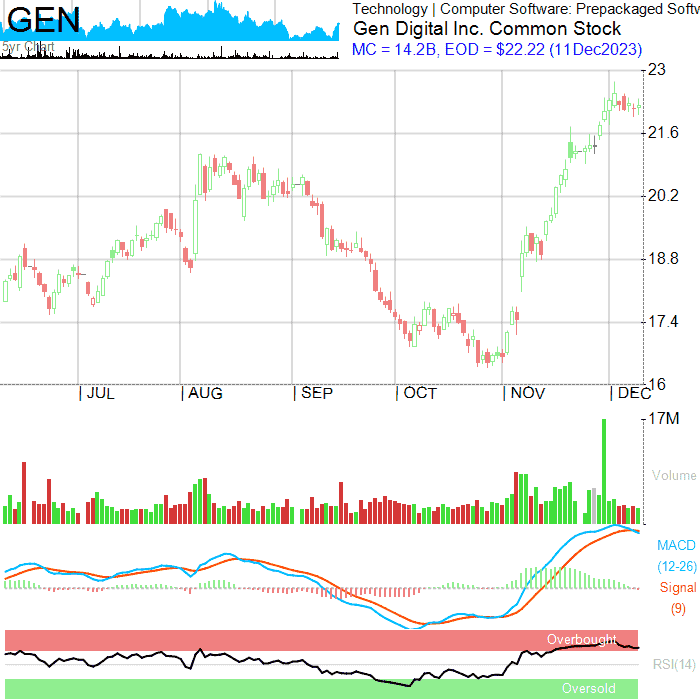 GEN
Technology | Computer Software: Prepackaged Softw
Gen Digital Inc. Common Stock
5yr Chart
MC = 14.2B, EOD = $22.22 (11Dec2023)
23
21.6
20.2
18.8
17.4
16
| JUL | AUG | SEP | OCT | NOV | DEC
17M
Volume
MACD
(12-26)
Signal
(9)
Overbought
RSI(14)
Oversold